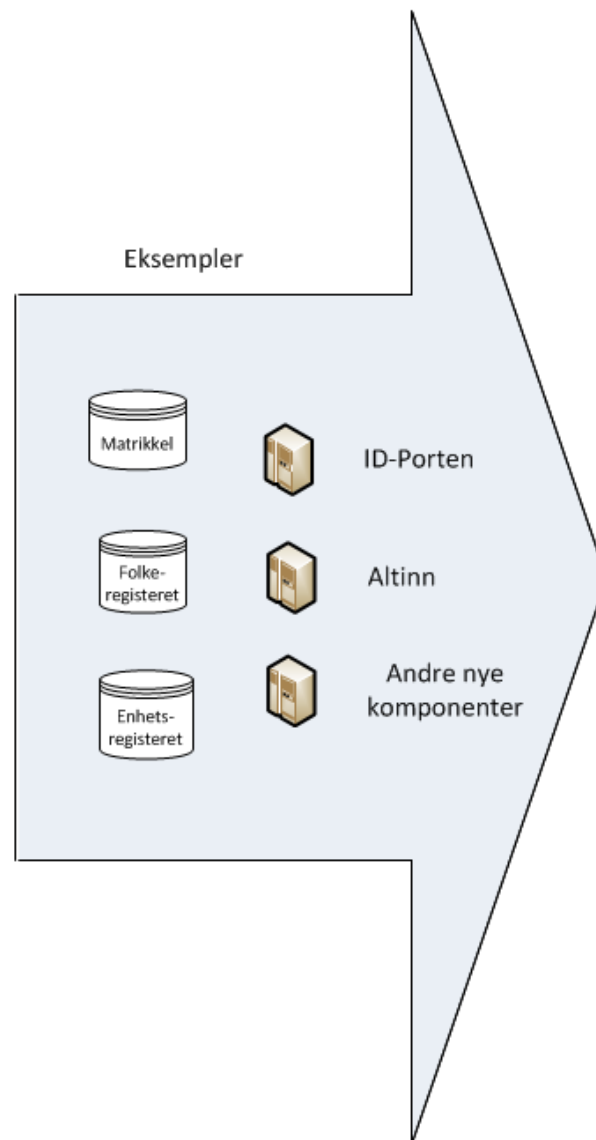 Eksempler
Matrikkel
ID-Porten
Folke-
registeret
Altinn
Enhets-
registeret
Andre nye
komponenter